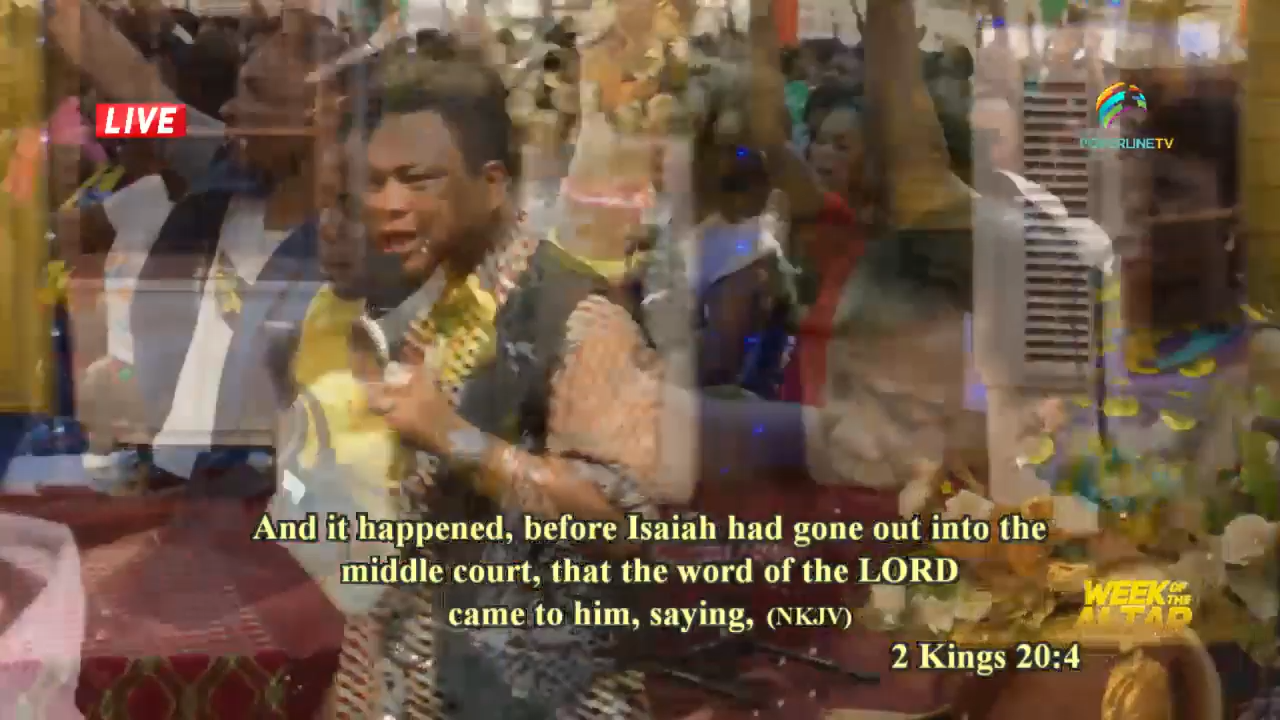 LIVE
POWERLINETV
And it happened, before Isaiah had gone out into the
middle court, that the word of the LORD
came to him, saying, (NKJV)
2 Kings 20:4
WEEK OF THE
ALTAR